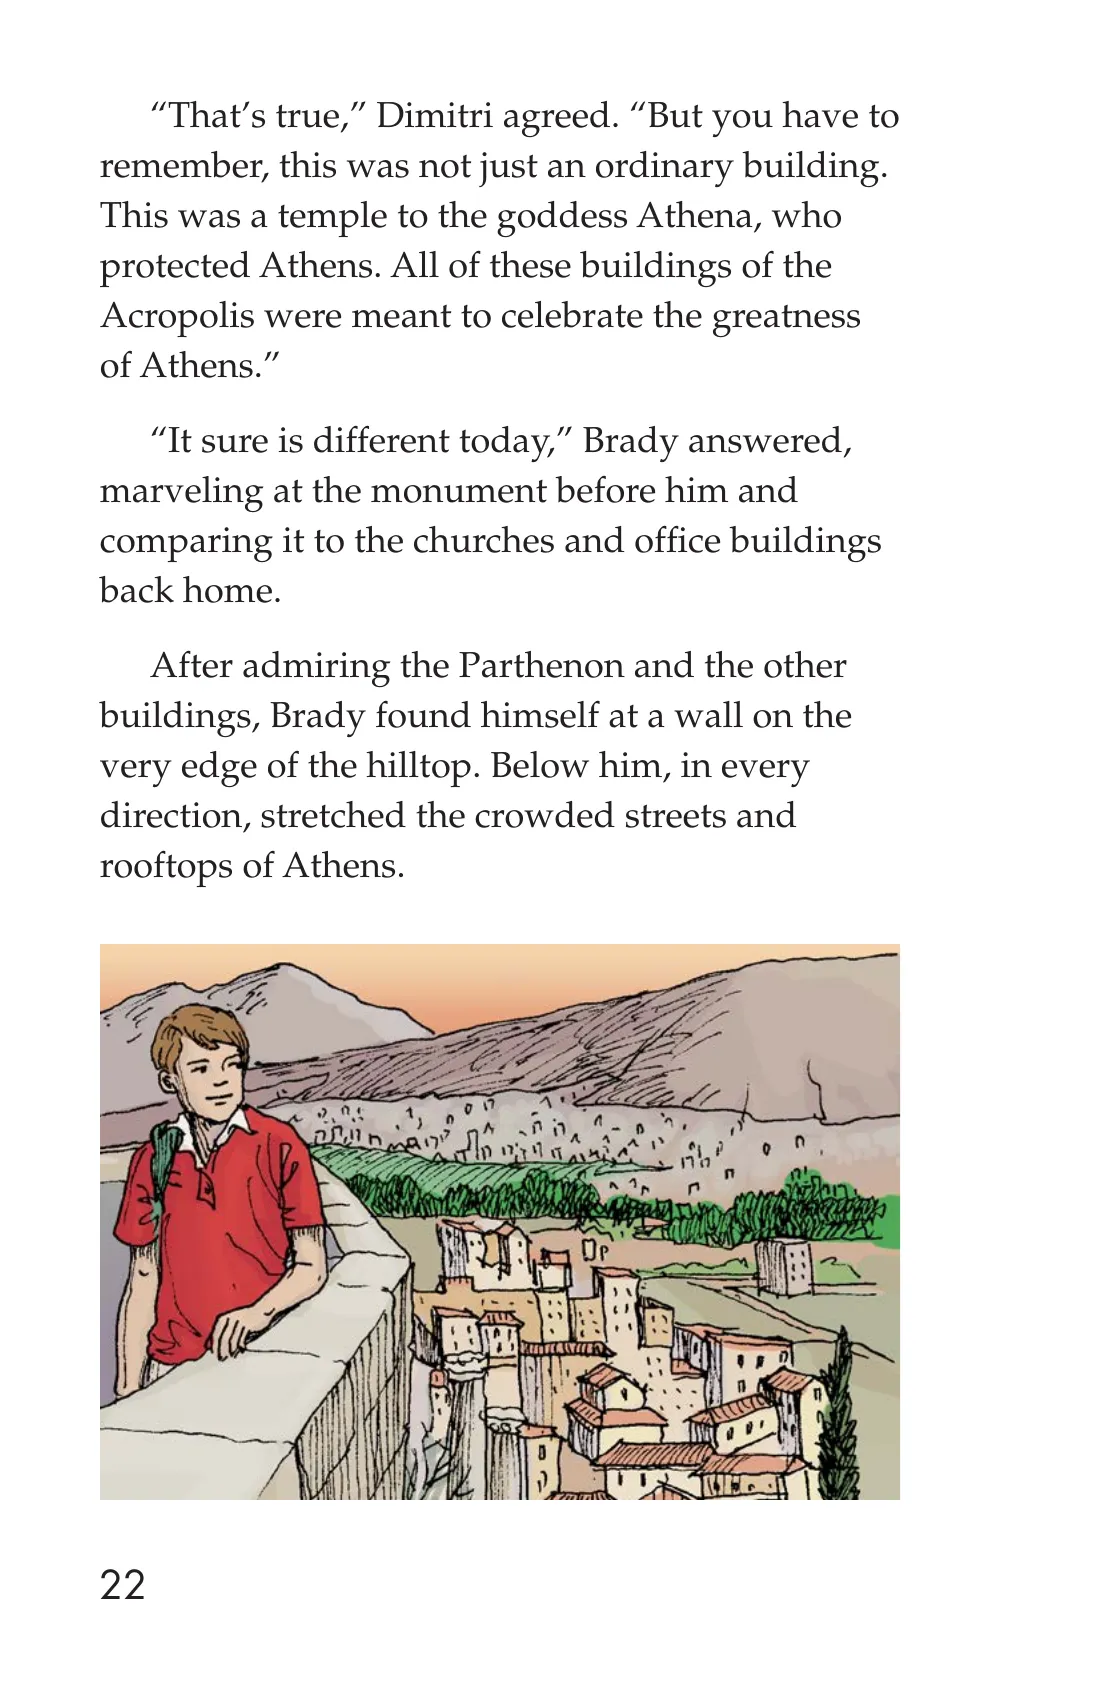 “That’s true,” Dimitri agreed. “But you have to
remember, this was not just an ordinary building.
This was a temple to the goddess Athena, who
protected Athens. All of these buildings of the
Acropolis were meant to celebrate the greatness
of Athens.”
“It sure is different today,” Brady answered,
marveling at the monument before him and
comparing it to the churches and office buildings
back home.
After admiring the Parthenon and the other
buildings, Brady found himself at a wall on the
very edge of the hilltop. Below him, in every
direction, stretched the crowded streets and
rooftops of Athens.
22